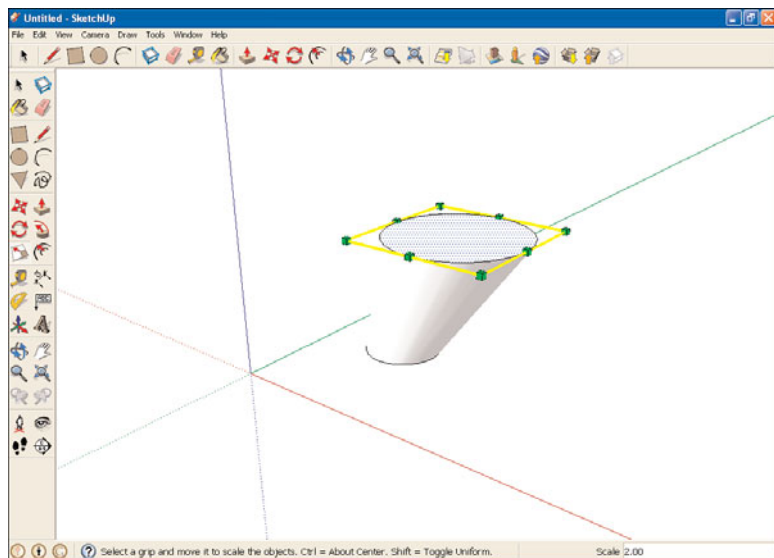 Untitled - SketchUp
File Edit View Camera Draw Tools Window Help
Select a grip and move it to scale the objects. Ctrl = About Center. Shift = Toggle Uniform.
Scale 2.00